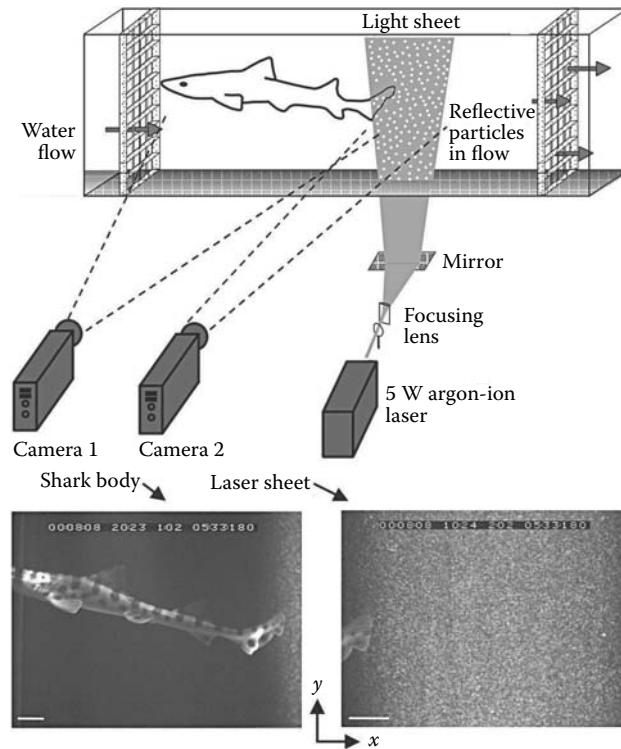 Light sheet
Water
flow
Reflective
particles
in flow
Mirror
Focusing
lens
5 W argon-ion
laser
Camera 1
Camera 2
Shark body
Laser sheet
000808 2023 102 0533180
000808 1024 202 0533180
y
x